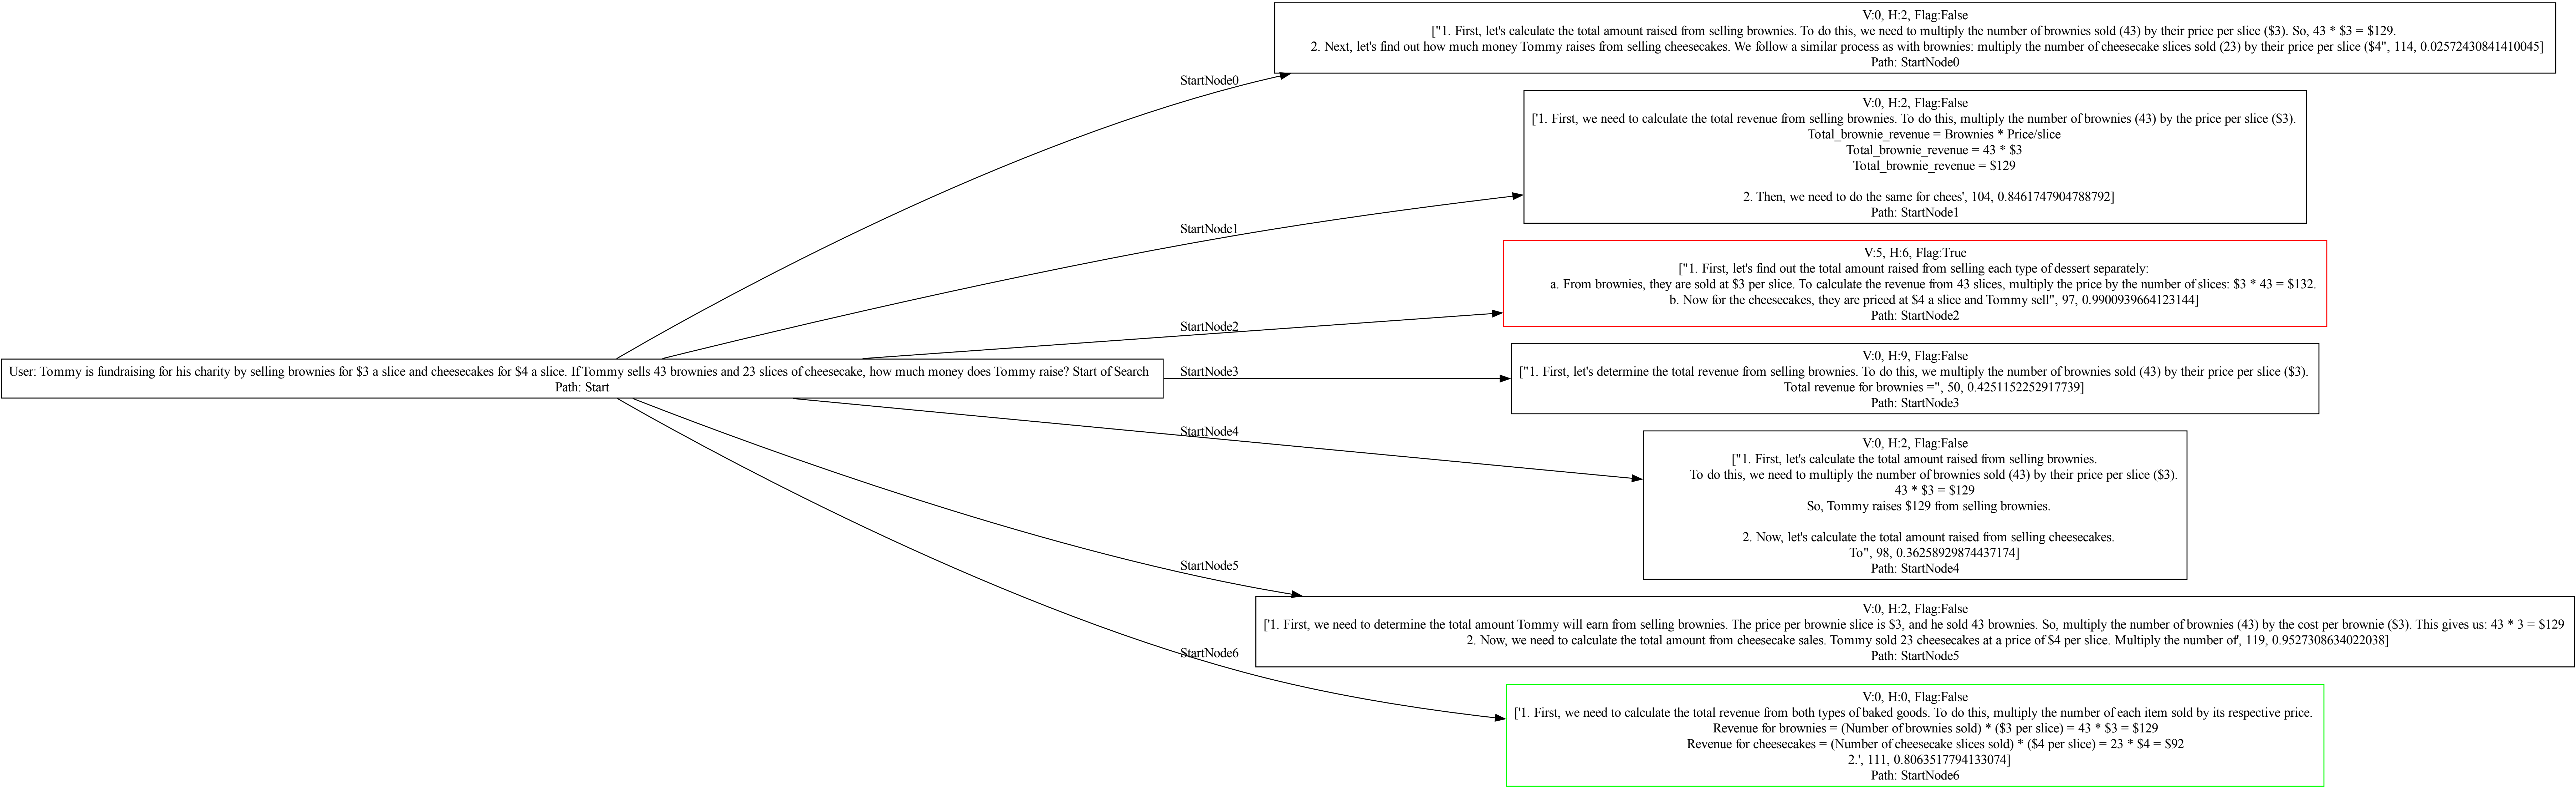 V:0, H:2, Flag:False
["1. First, let's calculate the total amount raised from selling brownies. To do this, we need to multiply the number of brownies sold (43) by their price per slice ($3). So, 43 * $3 = $129.
2. Next, let's find out how much money Tommy raises from selling cheesecakes. We follow a similar process as with brownies: multiply the number of cheesecake slices sold (23) by their price per slice ($4", 114, 0.02572430841410045]
Path: StartNode0
StartNode0
V:0, H:2, Flag:False
['1. First, we need to calculate the total revenue from selling brownies. To do this, multiply the number of brownies (43) by the price per slice ($3).
Total_brownie_revenue = Brownies * Price/slice
Total_brownie_revenue = 43 * $3
Total_brownie_revenue = $129
2. Then, we need to do the same for chees', 104, 0.8461747904788792]
Path: StartNode1
StartNode1
V:5, H:6, Flag:True
["1. First, let's find out the total amount raised from selling each type of dessert separately:
a. From brownies, they are sold at $3 per slice. To calculate the revenue from 43 slices, multiply the price by the number of slices: $3 * 43 = $132.
b. Now for the cheesecakes, they are priced at $4 a slice and Tommy sell", 97, 0.9900939664123144]
Path: StartNode2
StartNode2
User: Tommy is fundraising for his charity by selling brownies for $3 a slice and cheesecakes for $4 a slice. If Tommy sells 43 brownies and 23 slices of cheesecake, how much money does Tommy raise? Start of Search
Path: Start
StartNode3
V:0, H:9, Flag:False
["1. First, let's determine the total revenue from selling brownies. To do this, we multiply the number of brownies sold (43) by their price per slice ($3).
Total revenue for brownies =", 50, 0.4251152252917739]
Path: StartNode3
StartNode4
V:0, H:2, Flag:False
["1. First, let's calculate the total amount raised from selling brownies.
To do this, we need to multiply the number of brownies sold (43) by their price per slice ($3).
43 * $3 = $129
So, Tommy raises $129 from selling brownies.
2. Now, let's calculate the total amount raised from selling cheesecakes.
To", 98, 0.36258929874437174]
Path: StartNode4
StartNode5
V:0, H:2, Flag:False
['1. First, we need to determine the total amount Tommy will earn from selling brownies. The price per brownie slice is $3, and he sold 43 brownies. So, multiply the number of brownies (43) by the cost per brownie ($3). This gives us: 43 * 3 = $129
2. Now, we need to calculate the total amount from cheesecake sales. Tommy sold 23 cheesecakes at a price of $4 per slice. Multiply the number of', 119, 0.9527308634022038]
Path: StartNode5
StartNode6
V:0, H:0, Flag:False
['1. First, we need to calculate the total revenue from both types of baked goods. To do this, multiply the number of each item sold by its respective price.
Revenue for brownies = (Number of brownies sold) * ($3 per slice) = 43 * $3 = $129
Revenue for cheesecakes = (Number of cheesecake slices sold) * ($4 per slice) = 23 * $4 = $92
2.', 111, 0.8063517794133074]
Path: StartNode6